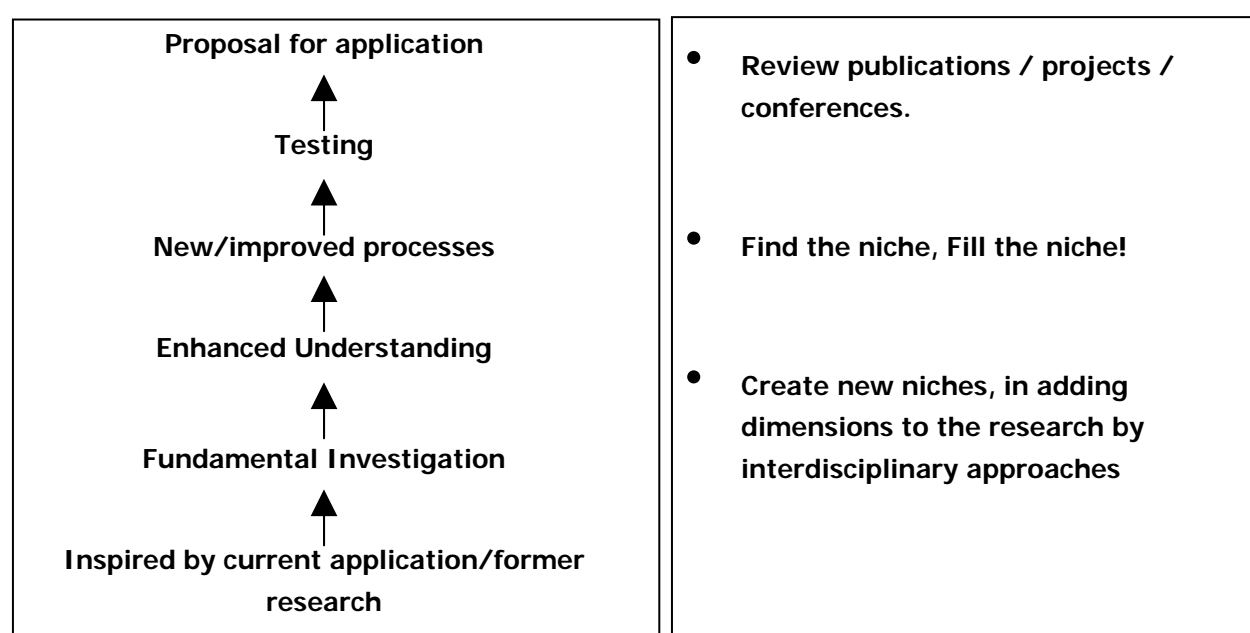 Proposal for application
Testing
New/improved processes
Enhanced Understanding
Fundamental Investigation
Inspired by current application/former
research
• Review publications / projects /
conferences.
• Find the niche, Fill the niche!
• Create new niches, in adding
dimensions to the research by
interdisciplinary approaches